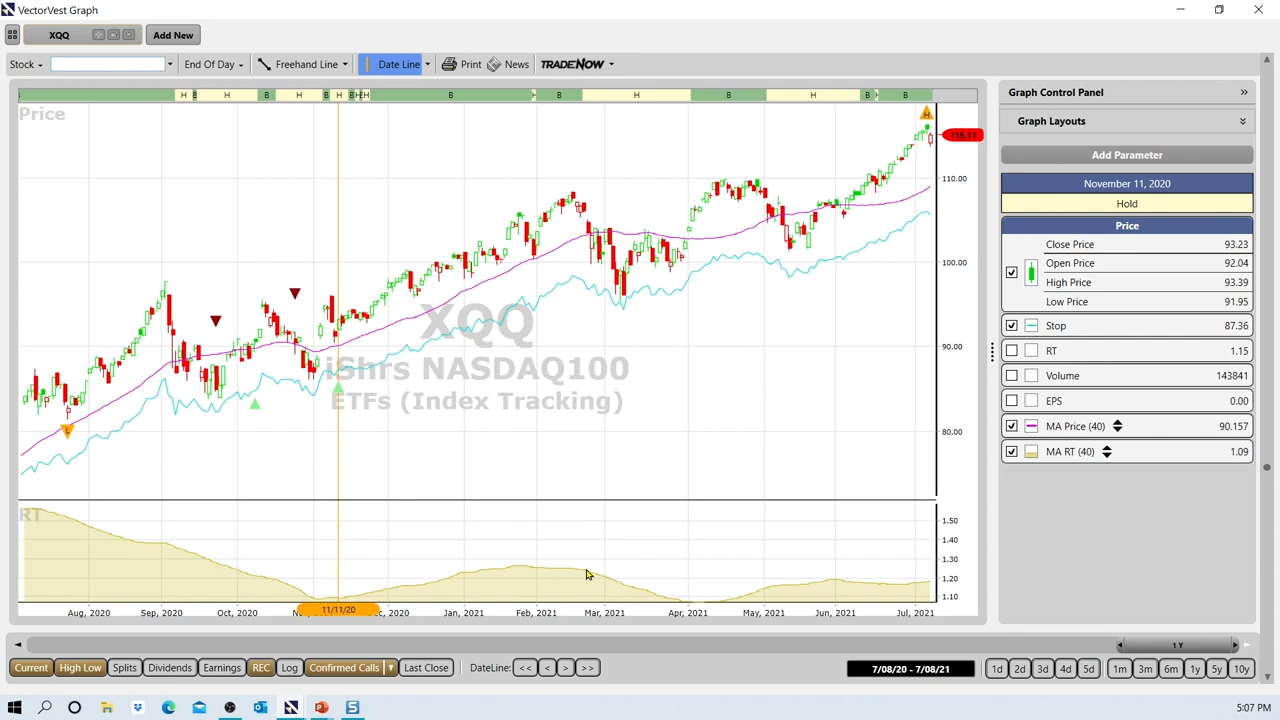 VectorVest Graph
XQQ Add New
Stock End Of Day Freehand Line Date Line Print News TRADENOW
H B H B H B H B H H B H B H B H B H B
Price
H
115.11
110.00
100.00
90.00
80.00
XQQ
iShrs NASDAQ100
ETFs (Index Tracking)
L
RT
1.50
1.40
1.30
1.20
1.10
Aug, 2020 Sep, 2020 Oct, 2020 11/11/20 Jan, 2021 Feb, 2021 Mar, 2021 Apr, 2021 May, 2021 Jun, 2021 Jul, 2021
Graph Control Panel
Graph Layouts
Add Parameter
November 11, 2020
Hold
Price
Close Price 93.23
Open Price 92.04
High Price 93.39
Low Price 91.95
Stop 87.36
RT 1.15
Volume 143841
EPS 0.00
MA Price (40) 90.157
MA RT (40) 1.09
1 Y
Current High Low Splits Dividends Earnings REC Log Confirmed Calls Last Close DateLine: << < > >> 7/08/20 - 7/08/21 1d 2d 3d 4d 5d 1m 3m 6m 1y 5y 10y
5:07 PM